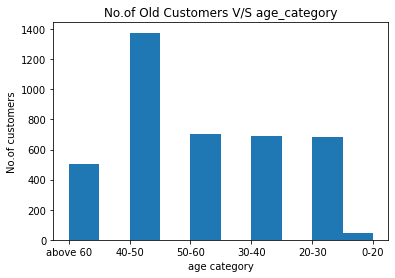 No.of Old Customers V/S age_category
No.of customers
1400
1200
1000
800
600
400
200
0
above 60 40-50 50-60 30-40 20-30 0-20
age category